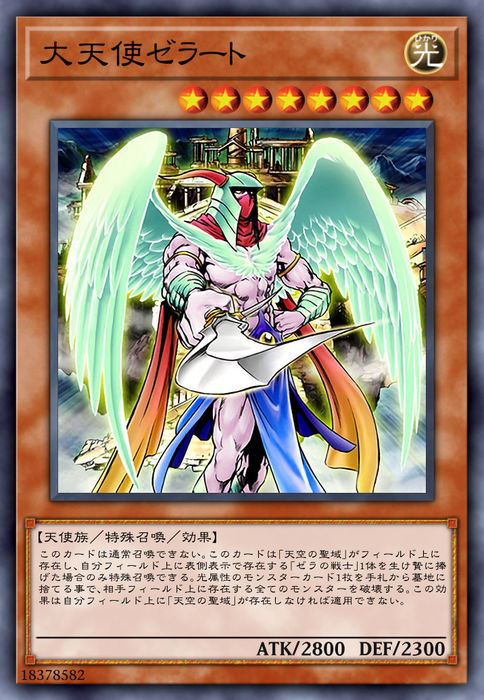 大天使ゼラート
ひかり
光
【天使族／特殊召喚／効果】
このカードは通常召喚できない。このカードは「天空の聖域」がフィールド上に
存在し、自分フィールド上に表側表示で存在する「ゼラの戦士」1体を生け贄に捧
げた場合のみ特殊召喚できる。光属性のモンスターカード1枚を手札から墓地に
捨てる事で、相手フィールド上に存在する全てのモンスターを破壊する。この効
果は自分フィールド上に「天空の聖域」が存在しなければ適用できない。
ATK/2800 DEF/2300
18378582